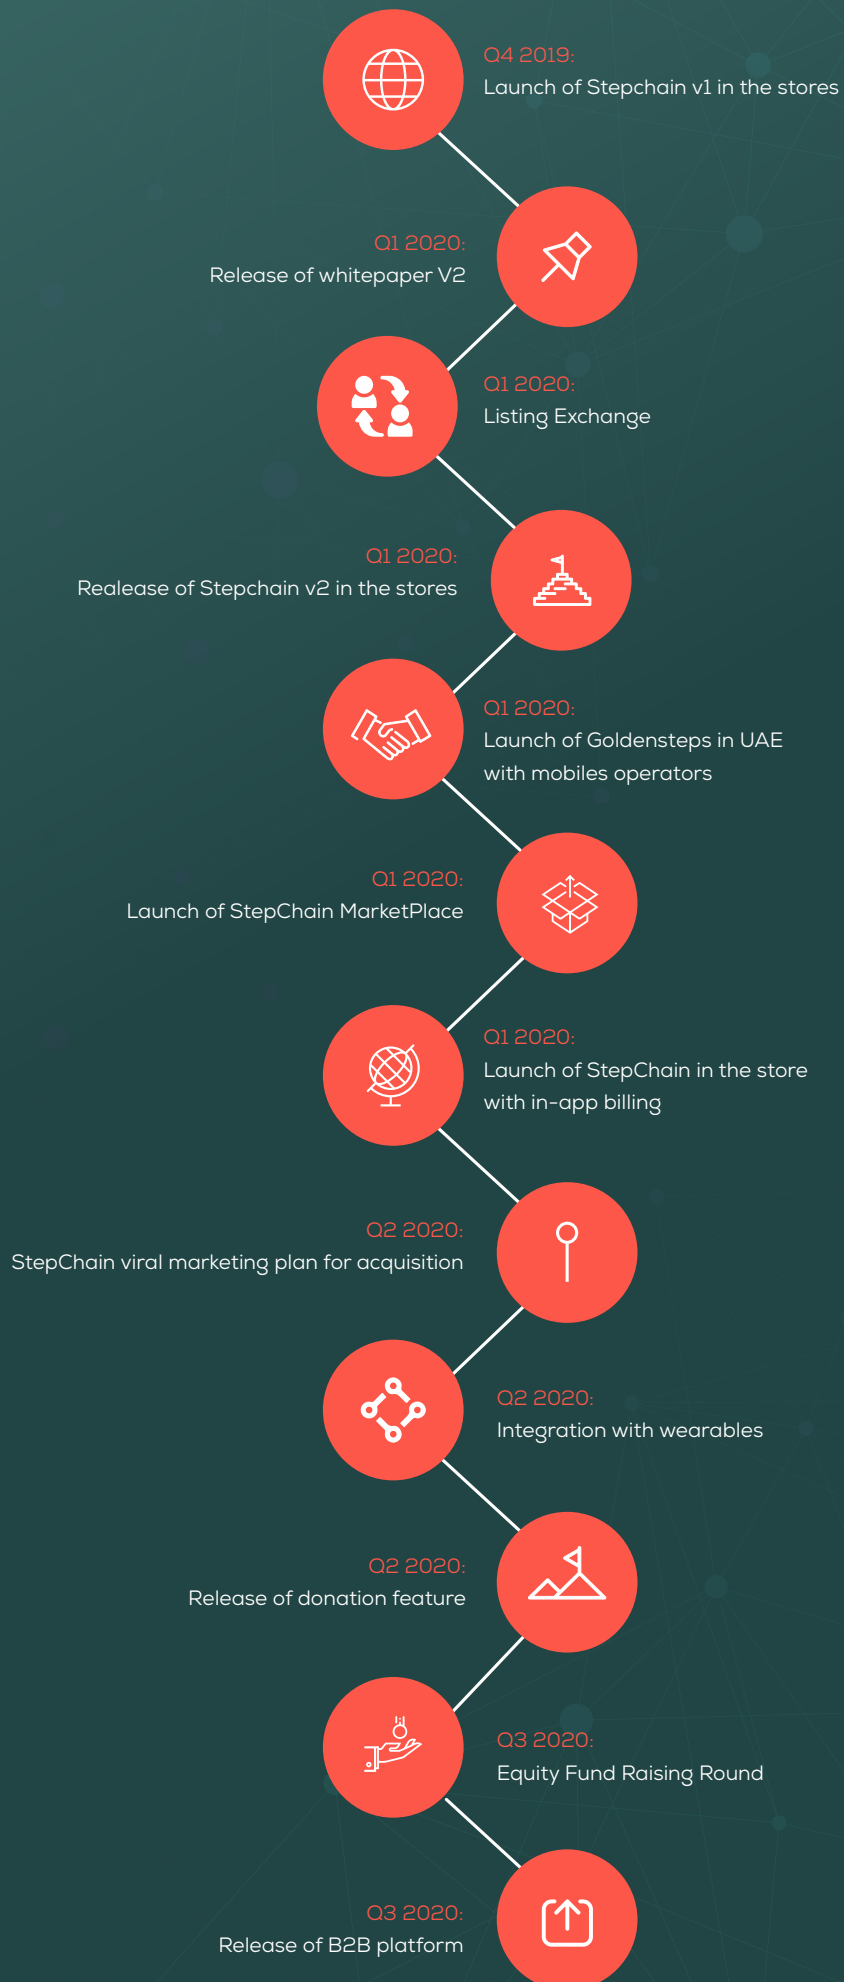 Q4 2019:
Launch of Stepchain v1 in the stores
Q1 2020:
Release of whitepaper V2
Q1 2020:
Listing Exchange
Q1 2020:
Realease of Stepchain v2 in the stores
Q1 2020:
Launch of Goldensteps in UAE
with mobiles operators
Q1 2020:
Launch of StepChain MarketPlace
Q1 2020:
Launch of StepChain in the store
with in-app billing
Q2 2020:
StepChain viral marketing plan for acquisition
Q2 2020:
Integration with wearables
Q2 2020:
Release of donation feature
Q3 2020:
Equity Fund Raising Round
Q3 2020:
Release of B2B platform